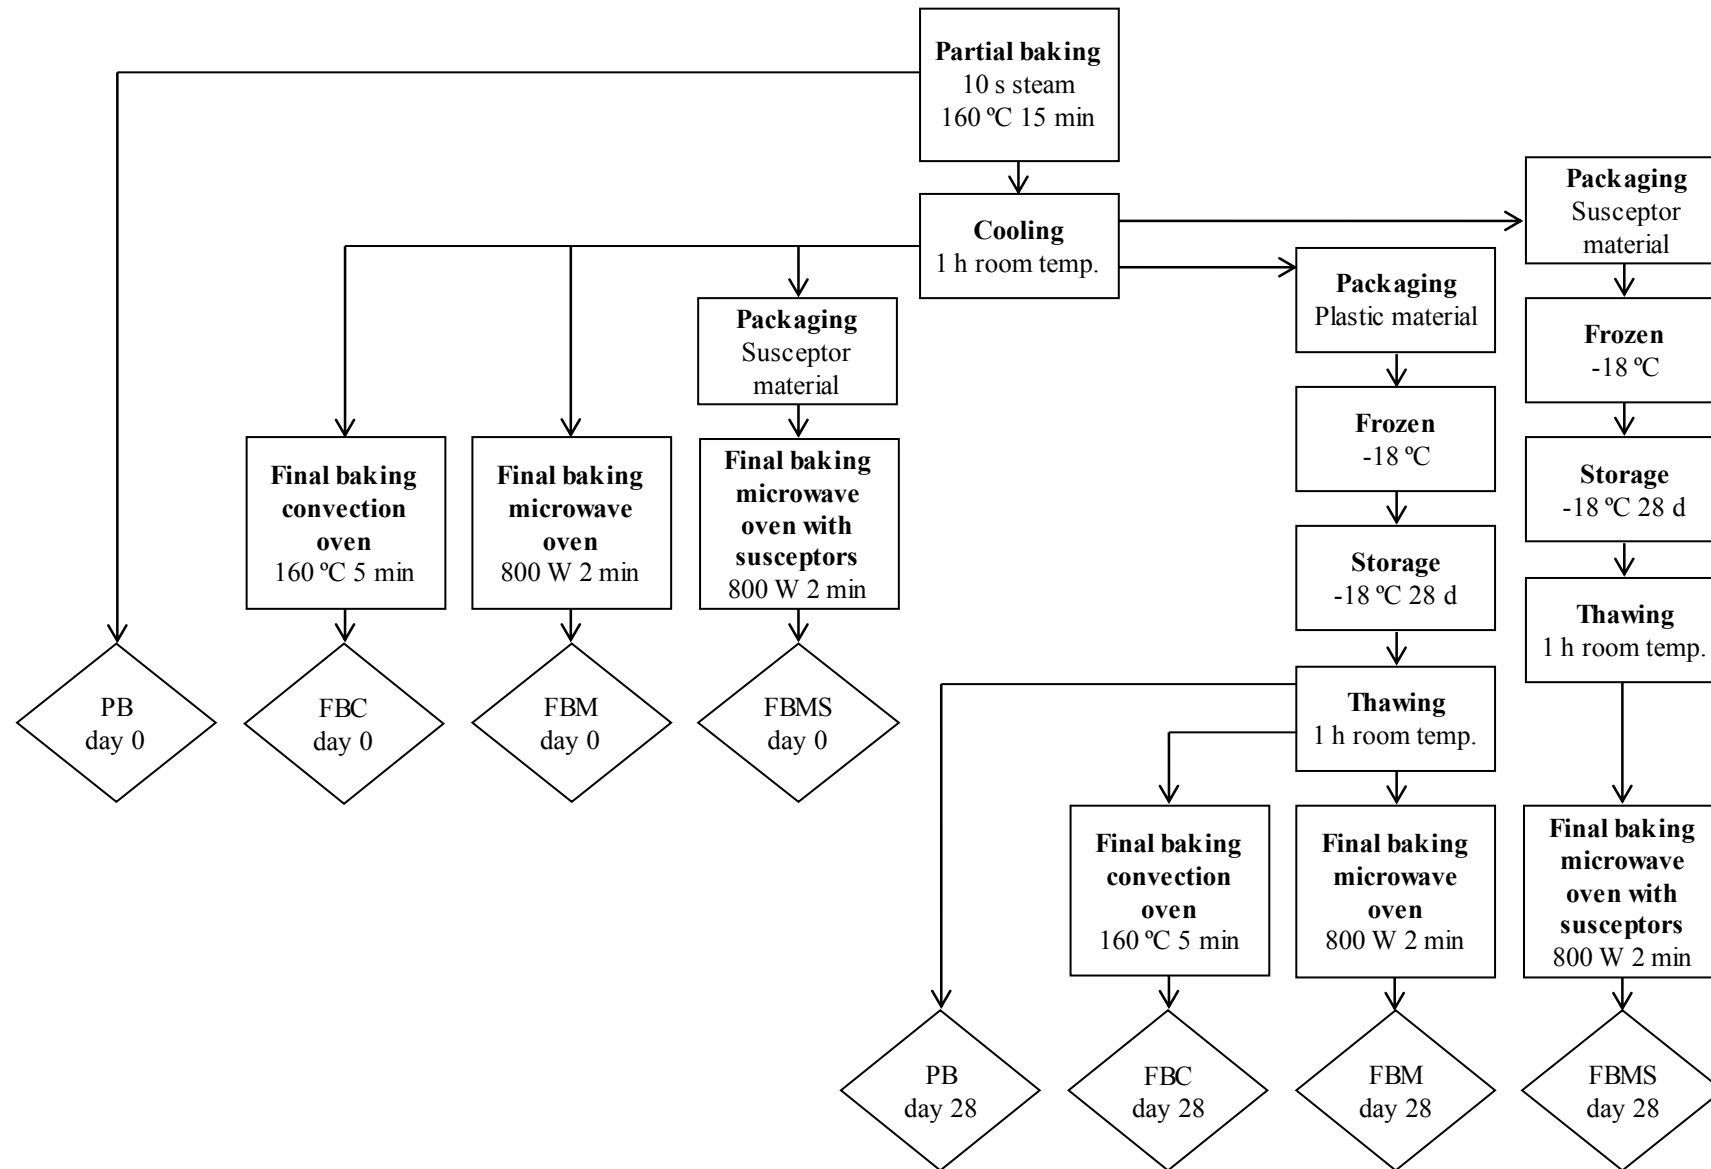 Partial baking
10 s steam
160 ºC 15 min
Cooling
1 h room temp.
Packaging
Susceptor
material
Packaging
Plastic material
Packaging
Susceptor
material
Frozen
-18 ºC
Frozen
-18 ºC
Final baking
convection
oven
160 ºC 5 min
Final baking
microwave
oven
800 W 2 min
Final baking
microwave
oven with
susceptors
800 W 2 min
Storage
-18 ºC 28 d
Storage
-18 ºC 28 d
Thawing
1 h room temp.
Thawing
1 h room temp.
PB
day 0
FBC
day 0
FBM
day 0
FBMS
day 0
Final baking
convection
oven
160 ºC 5 min
Final baking
microwave
oven
800 W 2 min
Final baking
microwave
oven with
susceptors
800 W 2 min
PB
day 28
FBC
day 28
FBM
day 28
FBMS
day 28